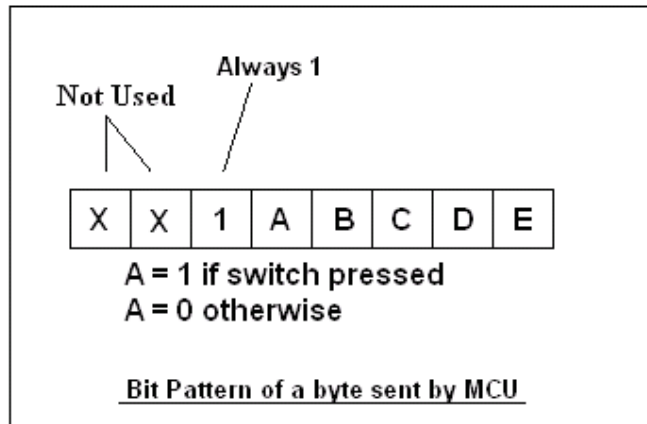 Always 1
Not Used
X X 1 A B C D E
A = 1 if switch pressed
A = 0 otherwise
Bit Pattern of a byte sent by MCU